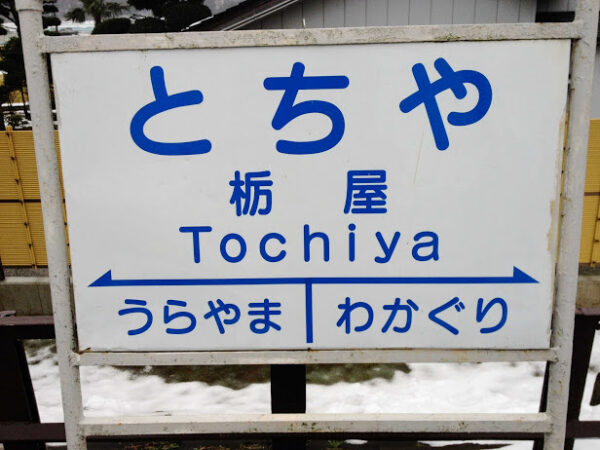 とちや
栃屋
Tochiya
うらやま わかぐり